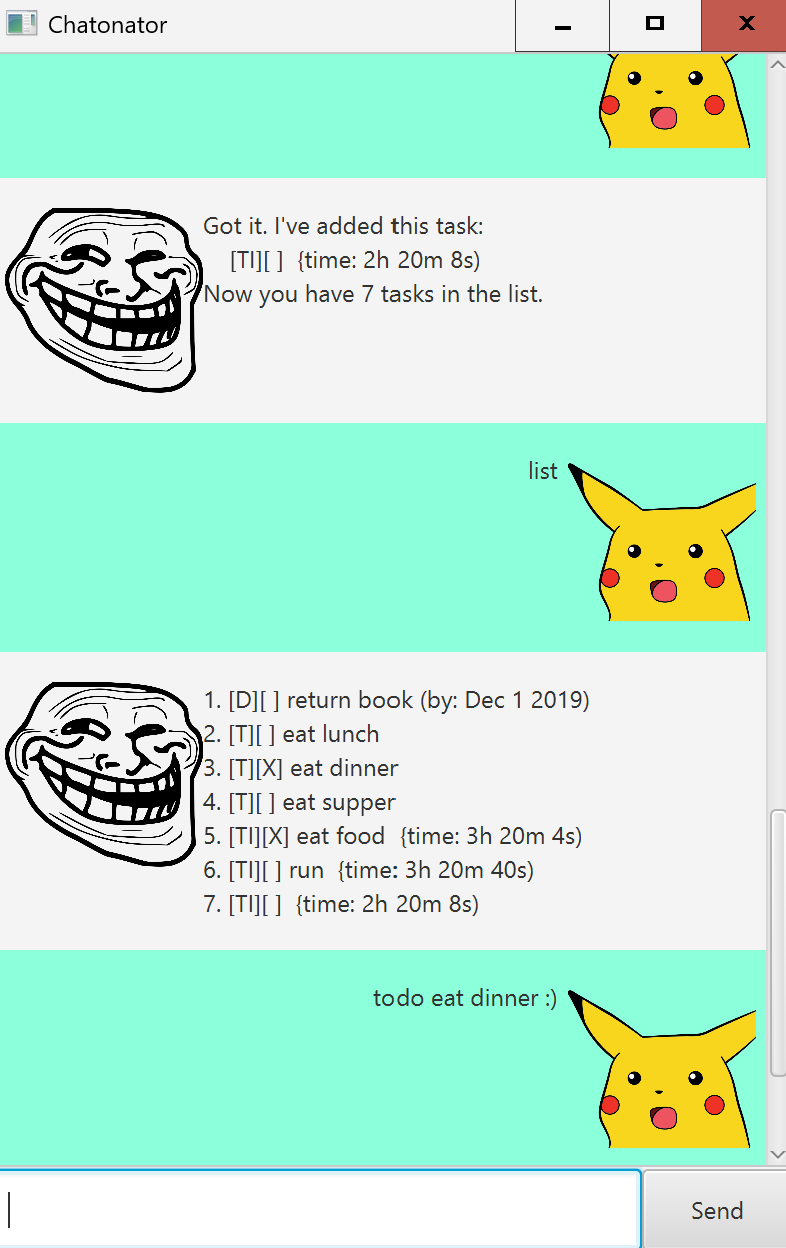 Chatonator
Got it. I've added this task:
[TI][ ]  {time: 2h 20m 8s)
Now you have 7 tasks in the list.
list
1. [D][ ] return book (by: Dec 1 2019)
2. [T][ ] eat lunch
3. [T][X] eat dinner
4. [T][ ] eat supper
5. [TI][X] eat food  {time: 3h 20m 4s)
6. [TI][ ] run  {time: 3h 20m 40s)
7. [TI][ ]  {time: 2h 20m 8s)
todo eat dinner :)
Send